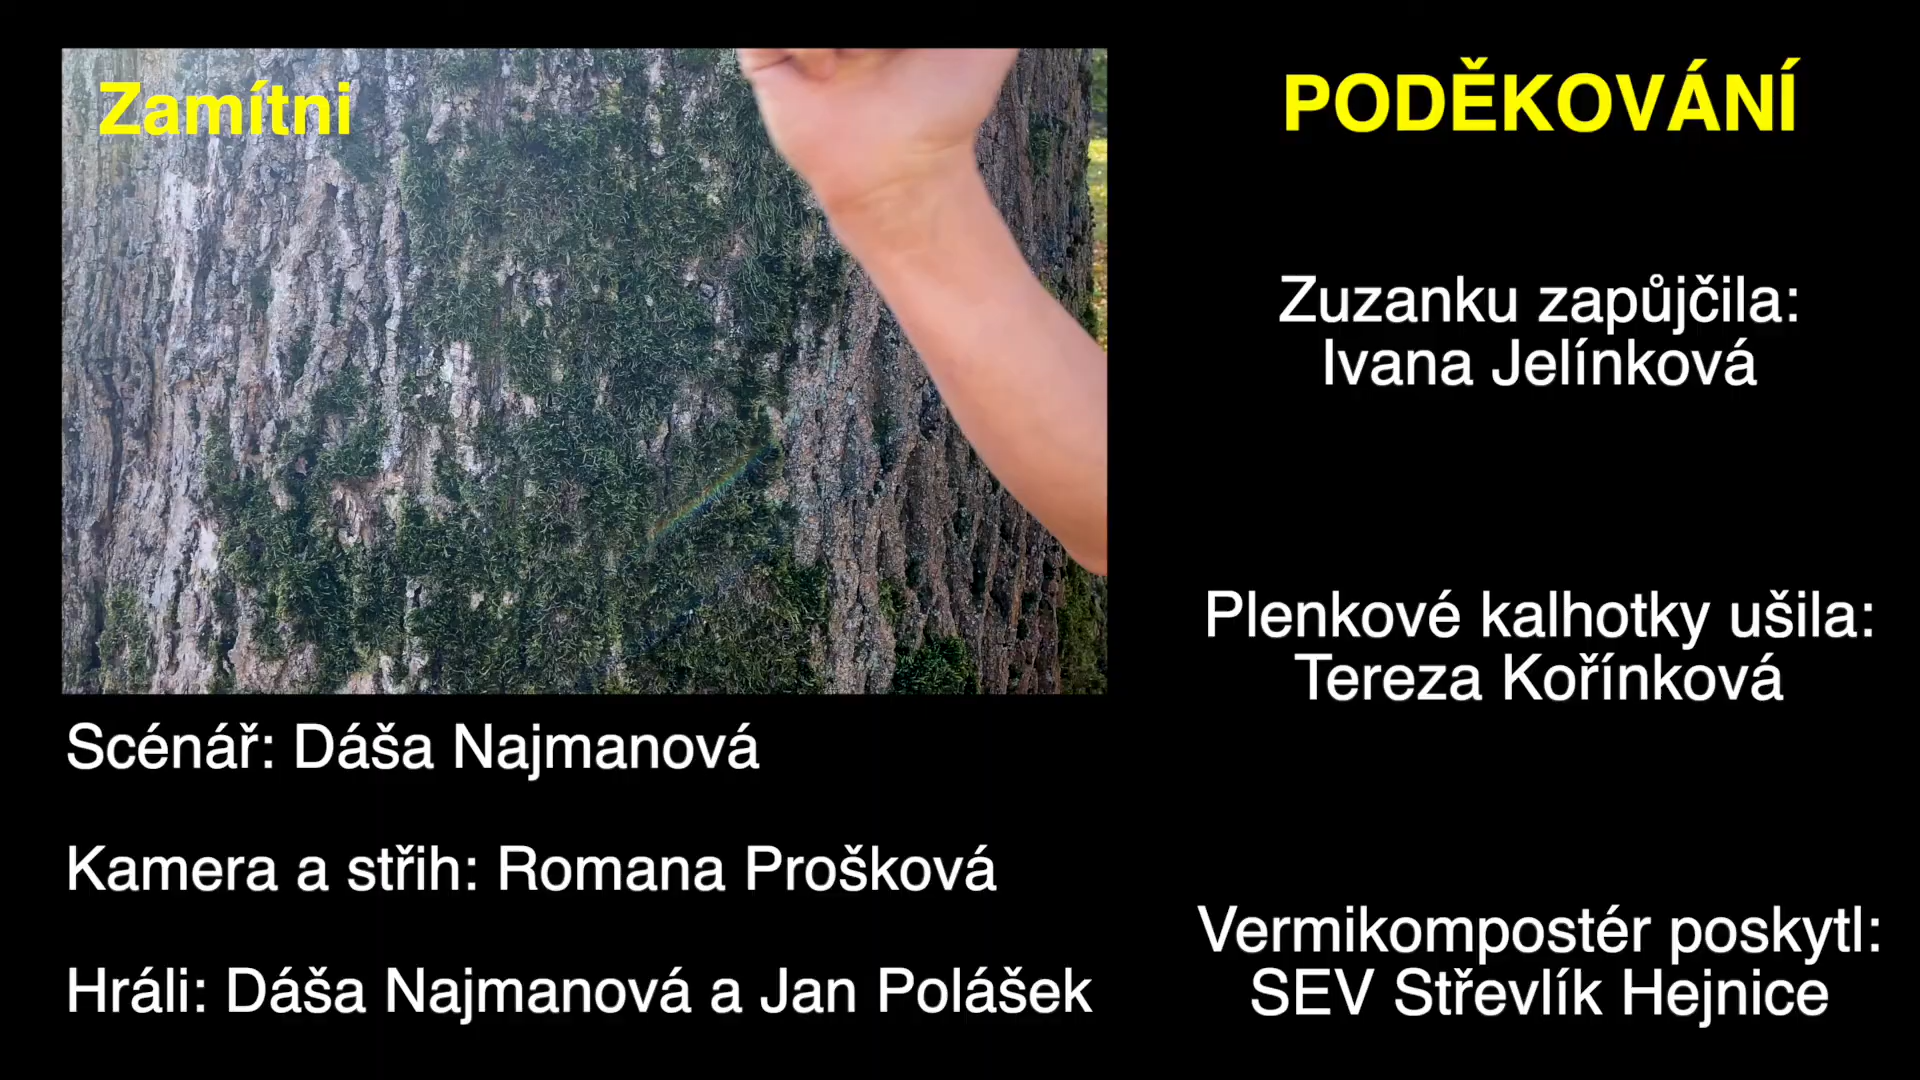 Zamítni
Scénář: Dáša Najmanová
Kamera a střih: Romana Prošková
Hráli: Dáša Najmanová a Jan Polášek
PODĚKOVÁNÍ
Zuzanku zapůjčila:
Ivana Jelínková
Plenkové kalhotky ušila:
Tereza Kořínková
Vermikompostér poskytl:
SEV Střevlík Hejnice